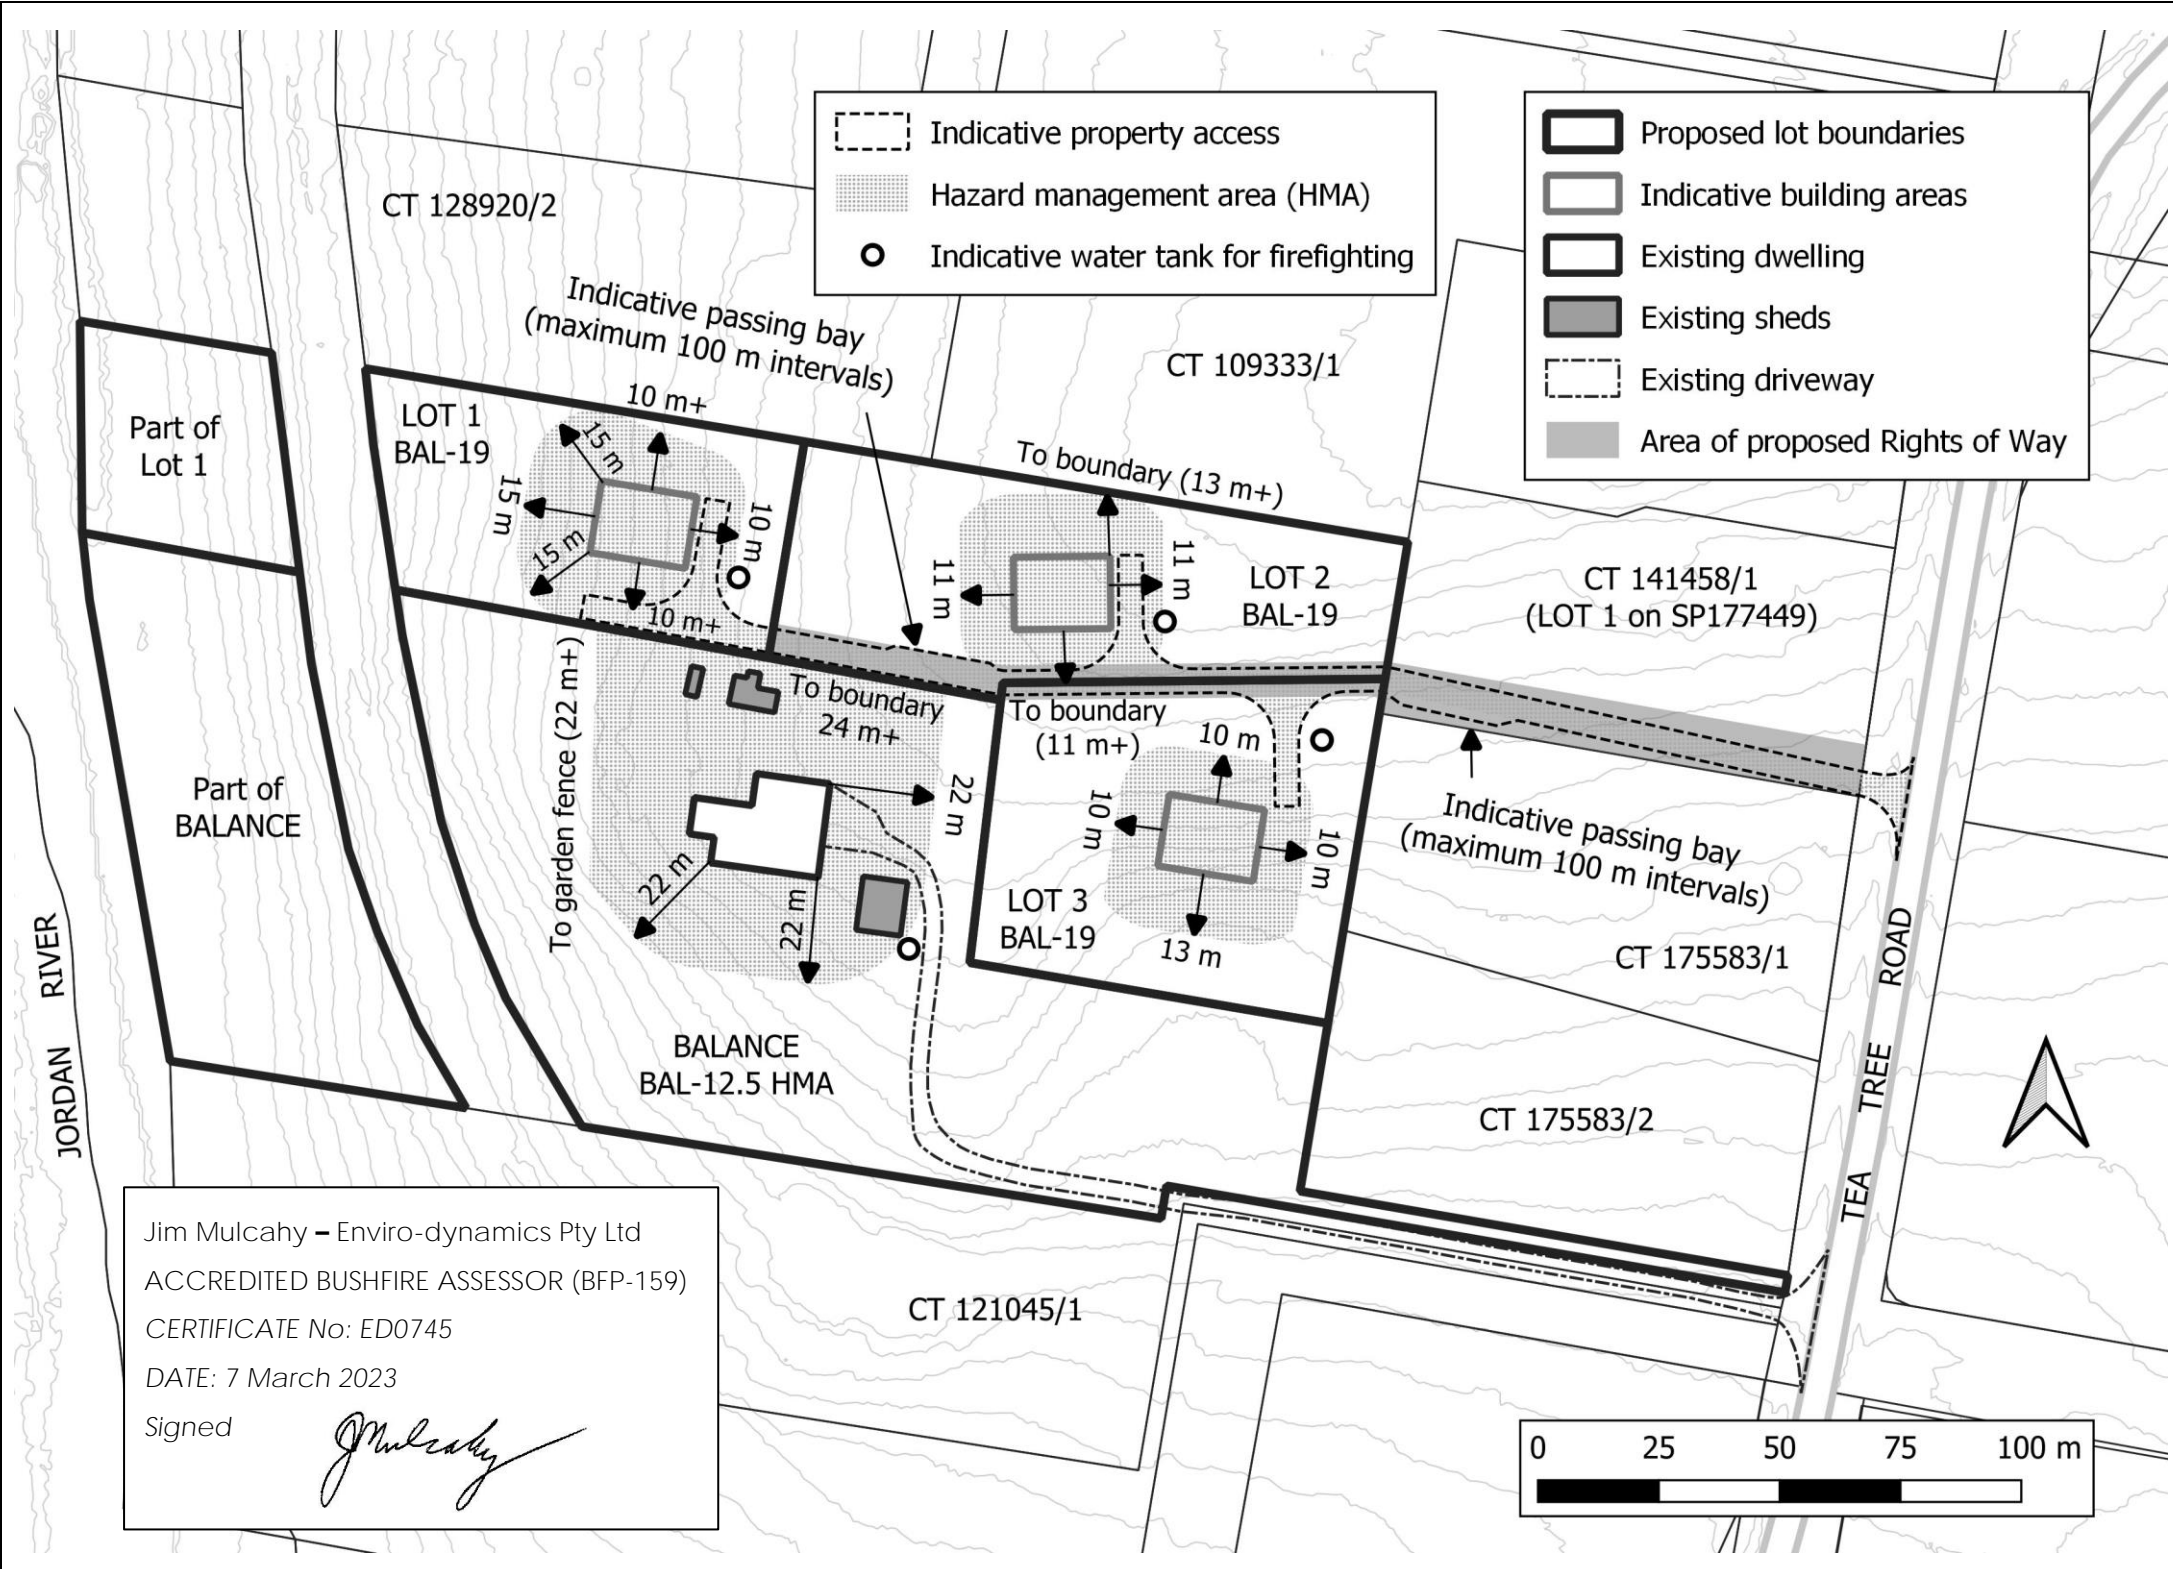 Indicative property access
Hazard management area (HMA)
Indicative water tank for firefighting
Proposed lot boundaries
Indicative building areas
Existing dwelling
Existing sheds
Existing driveway
Area of proposed Rights of Way
CT 128920/2
Indicative passing bay
(maximum 100 m intervals)
CT 109333/1
10 m+
LOT 1
BAL-19
15 m
15 m
15 m
10 m
10 m+
Part of
Lot 1
To boundary (13 m+)
11 m
11 m
LOT 2
BAL-19
CT 141458/1
(LOT 1 on SP177449)
To garden fence (22 m+)
To boundary
24 m+
22 m
22 m
22 m
To boundary
(11 m+)
10 m
10 m
10 m
13 m
LOT 3
BAL-19
Part of
BALANCE
Indicative passing bay
(maximum 100 m intervals)
CT 175583/1
BALANCE
BAL-12.5 HMA
CT 175583/2
CT 121045/1
JORDAN RIVER
TEA TREE ROAD
Jim Mulcahy – Enviro-dynamics Pty Ltd
ACCREDITED BUSHFIRE ASSESSOR (BFP-159)
CERTIFICATE No: ED0745
DATE: 7 March 2023
Signed
JMulcahy
0 25 50 75 100 m